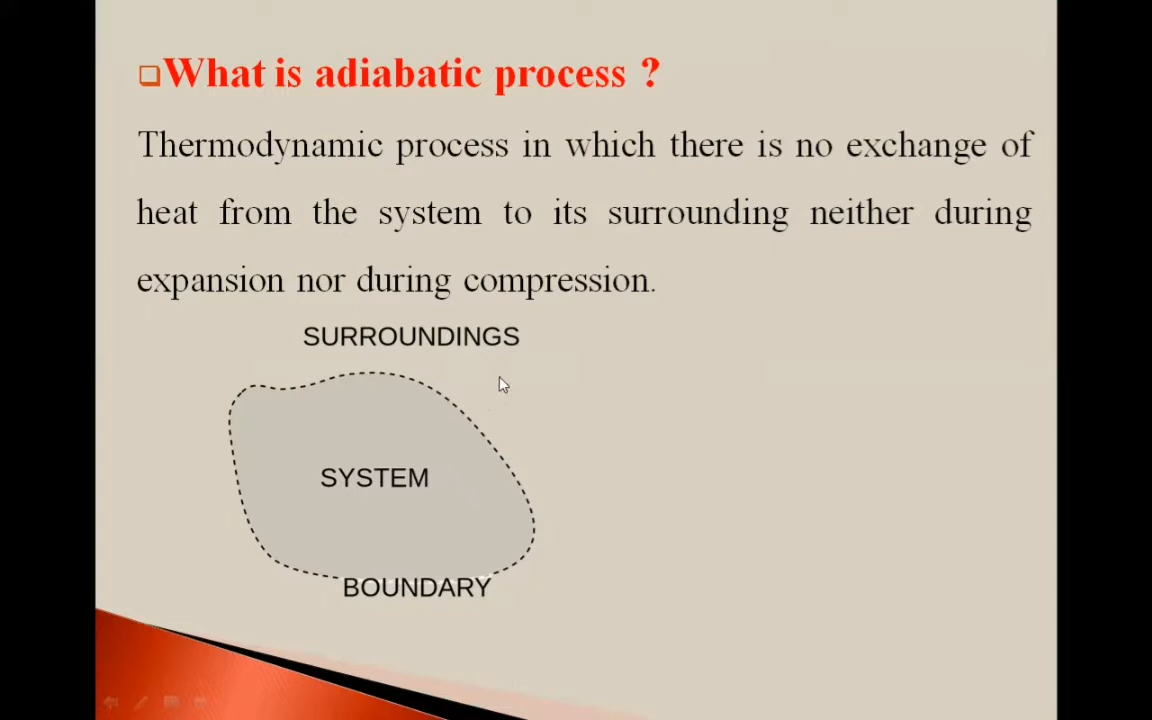 What is adiabatic process ?
Thermodynamic process in which there is no exchange of
heat from the system to its surrounding neither during
expansion nor during compression.
SURROUNDINGS
SYSTEM
BOUNDARY